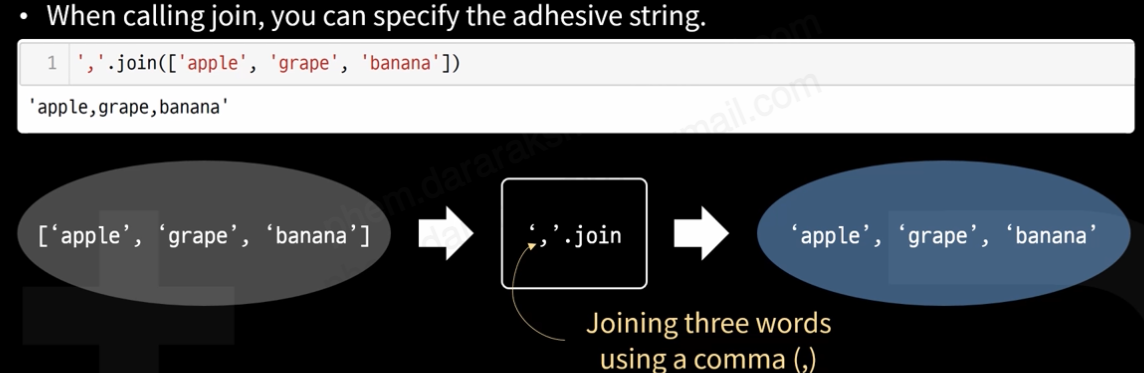 • When calling join, you can specify the adhesive string.
1 ','.join(['apple', 'grape', 'banana'])
'apple,grape,banana'
[‘apple’, ‘grape’, ‘banana’]
‘,’.join
‘apple’, ‘grape’, ‘banana’
Joining three words
using a comma (,)